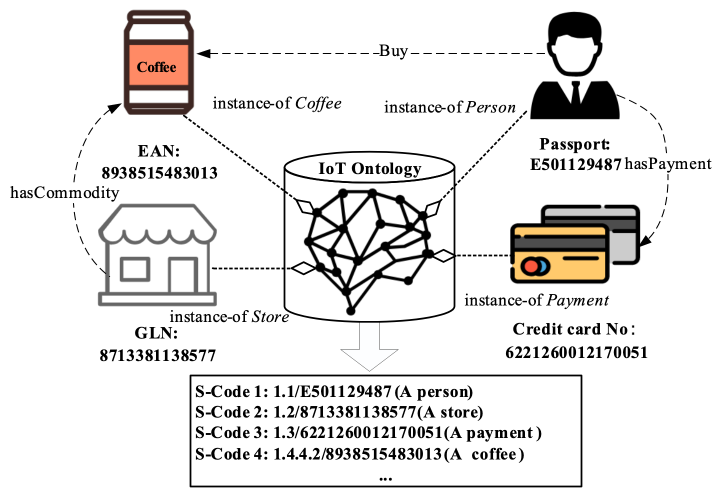 Coffee
Buy
instance-of Coffee
instance-of Person
EAN:
8938515483013
Passport:
E501129487
hasPayment
IoT Ontology
hasCommodity
instance-of Store
instance-of Payment
GLN:
8713381138577
Credit card No:
6221260012170051
S-Code 1: 1.1/E501129487 (A person)
S-Code 2: 1.2/8713381138577 (A store)
S-Code 3: 1.3/6221260012170051 (A payment )
S-Code 4: 1.4.4.2/8938515483013 (A coffee)
...